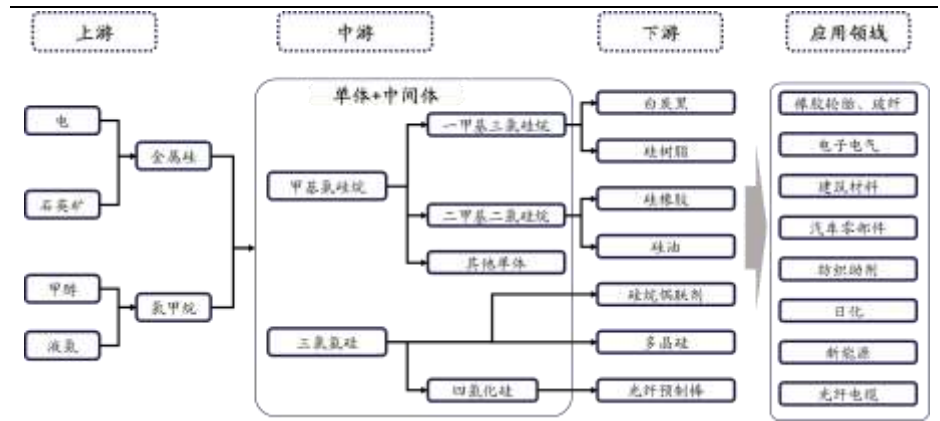 上游
中游
下游
应用领域
单体+中间体
电
石英矿
金属硅
甲醇
液氯
氯甲烷
甲基氯硅烷
一甲基三氯硅烷
二甲基二氯硅烷
其他单体
三氯氢硅
四氯化硅
白炭黑
硅树脂
硅橡胶
硅油
硅烷偶联剂
多晶硅
光纤预制棒
橡胶轮胎、玻纤
电子电气
建筑材料
汽车零部件
纺织助剂
日化
新能源
光纤电缆